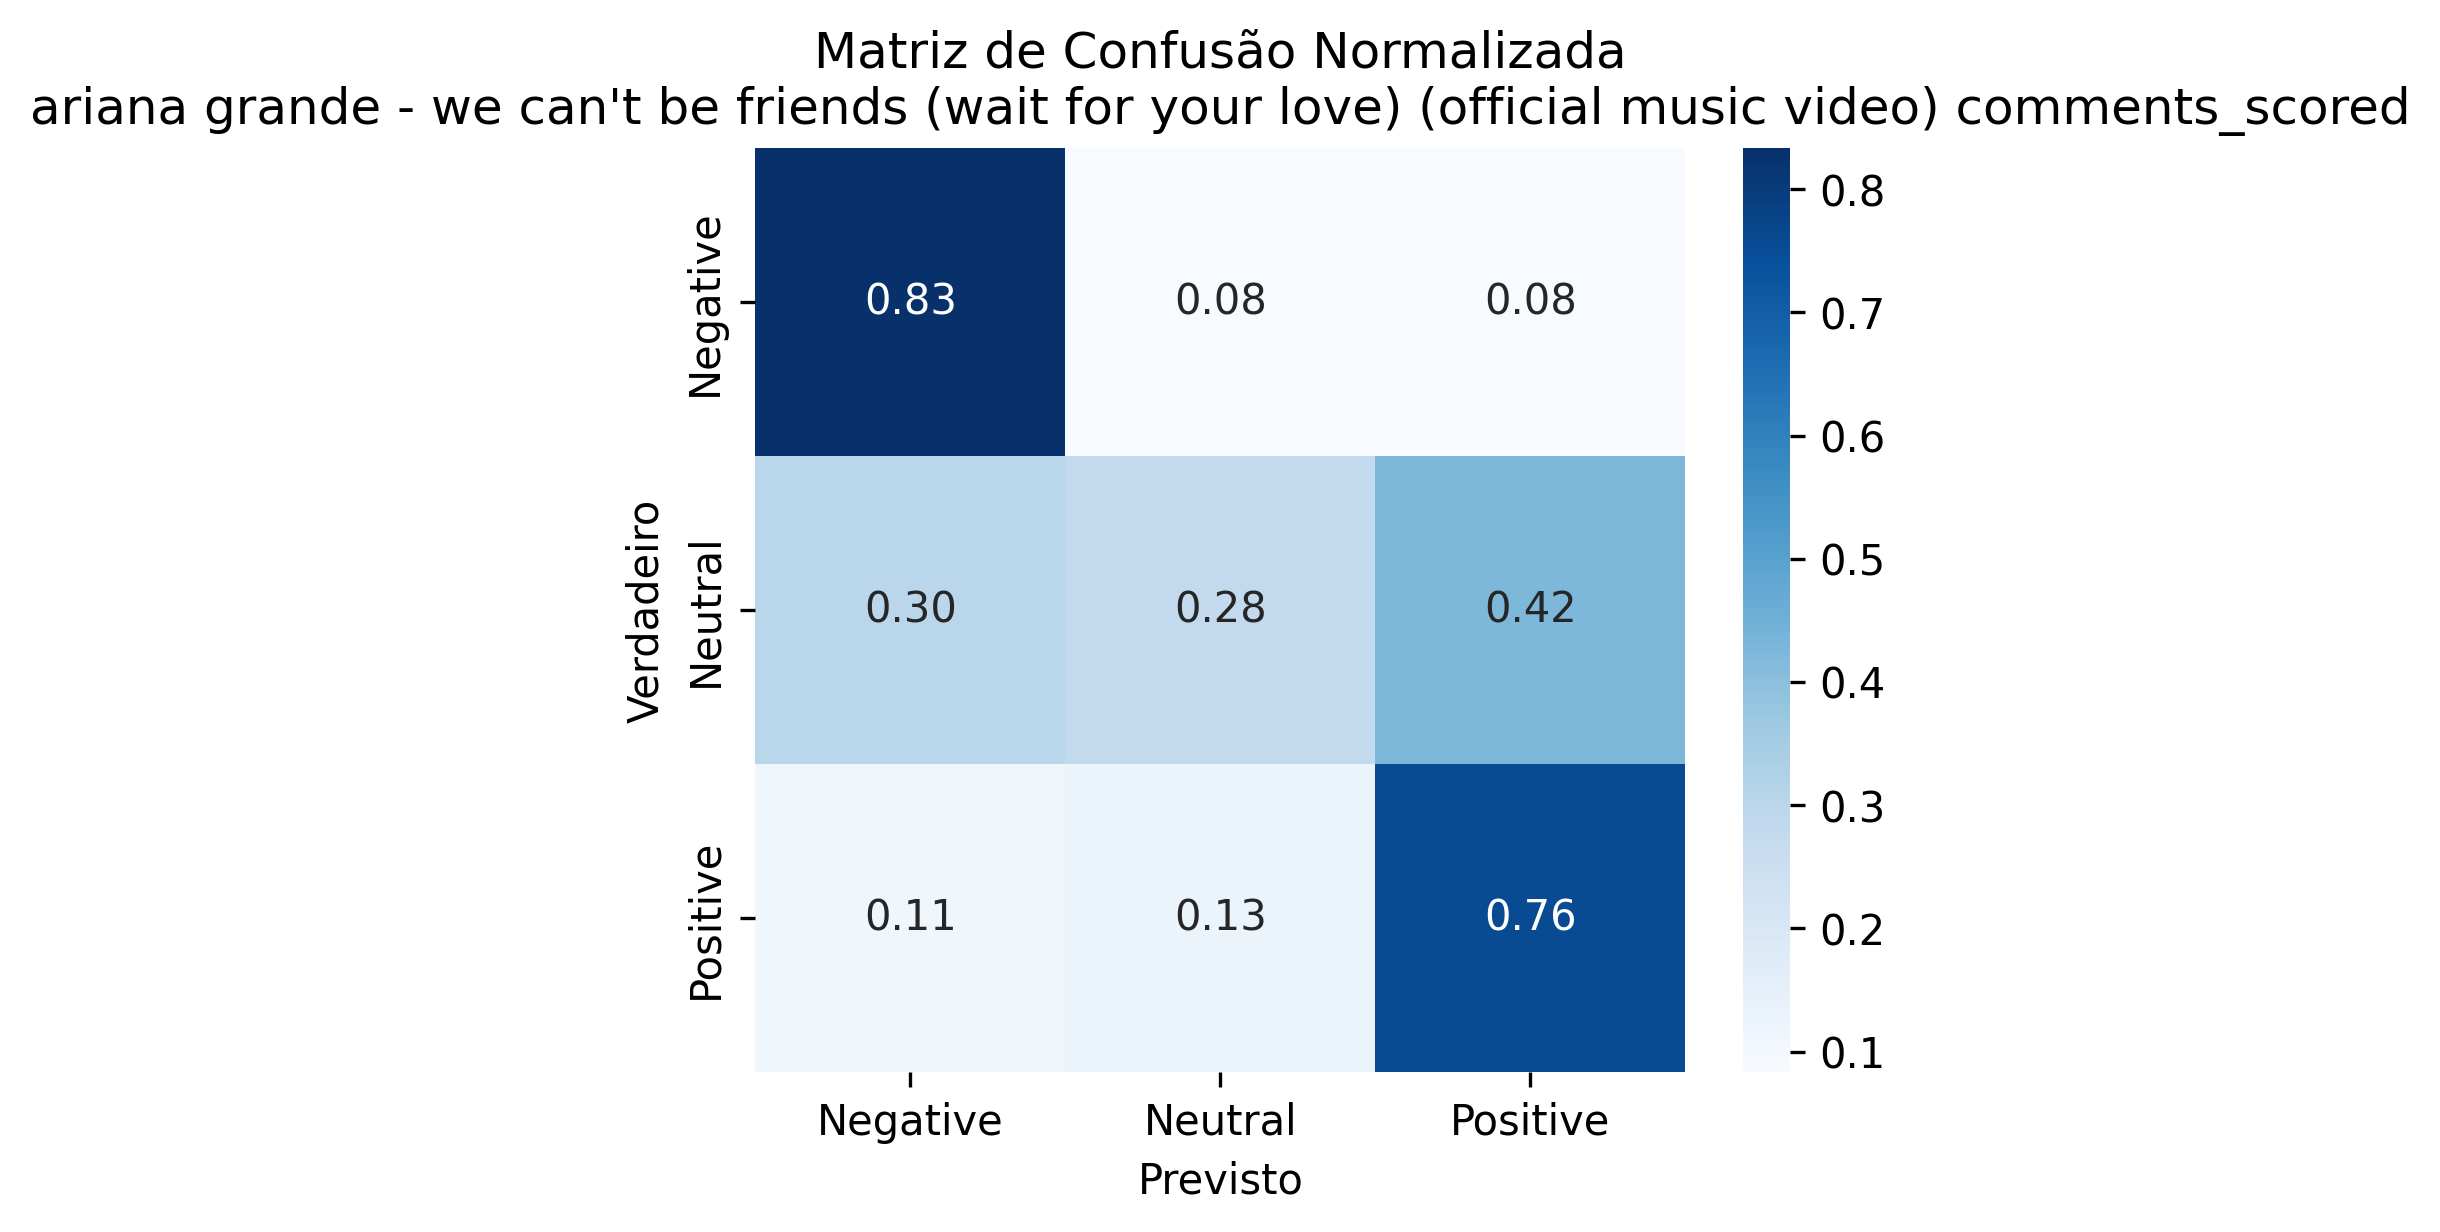 Matriz de Confusão Normalizada
ariana grande - we can't be friends (wait for your love) (official music video) comments_scored
Verdadeiro
Negative
0.83 0.08 0.08
Neutral
0.30 0.28 0.42
Positive
0.11 0.13 0.76
Negative Neutral Positive
Previsto
0.8
0.7
0.6
0.5
0.4
0.3
0.2
0.1